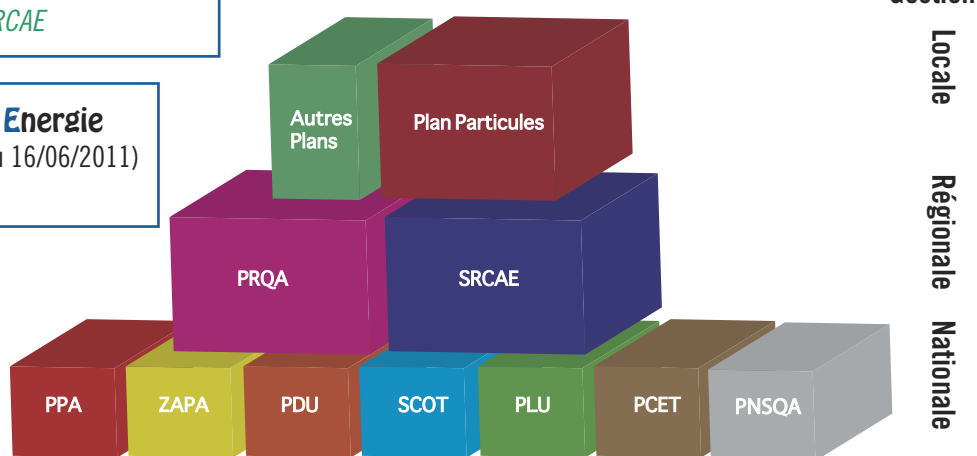 RCAE
Energie
16/06/2011)
Autres
Plans
Plan Particules
PRQA
SRCAE
PPA
ZAPA
PDU
SCOT
PLU
PCET
PNSQA
Locale
Régionale
Nationale